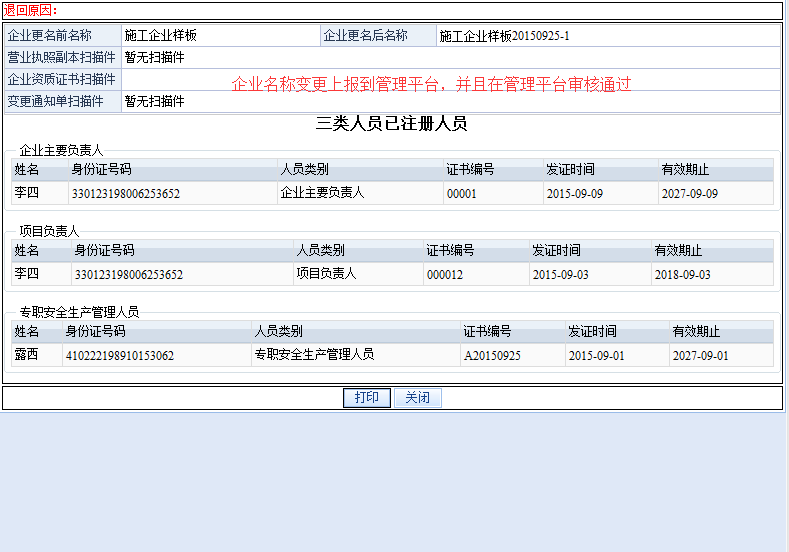 退回原因：
企业更名前名称 施工企业样板 企业更名后名称 施工企业样板20150925-1
营业执照副本扫描件 暂无扫描件
企业资质证书扫描件
企业名称变更上报到管理平台，并且在管理平台审核通过
变更通知单扫描件 暂无扫描件
三类人员已注册人员
企业主要负责人
姓名 身份证号码 人员类别 证书编号 发证时间 有效期止
李四 330123198006253652 企业主要负责人 00001 2015-09-09 2027-09-09
项目负责人
姓名 身份证号码 人员类别 证书编号 发证时间 有效期止
李四 330123198006253652 项目负责人 000012 2015-09-03 2018-09-03
专职安全生产管理人员
姓名 身份证号码 人员类别 证书编号 发证时间 有效期止
露西 410222198910153062 专职安全生产管理人员 A20150925 2015-09-01 2027-09-01
打印 关闭